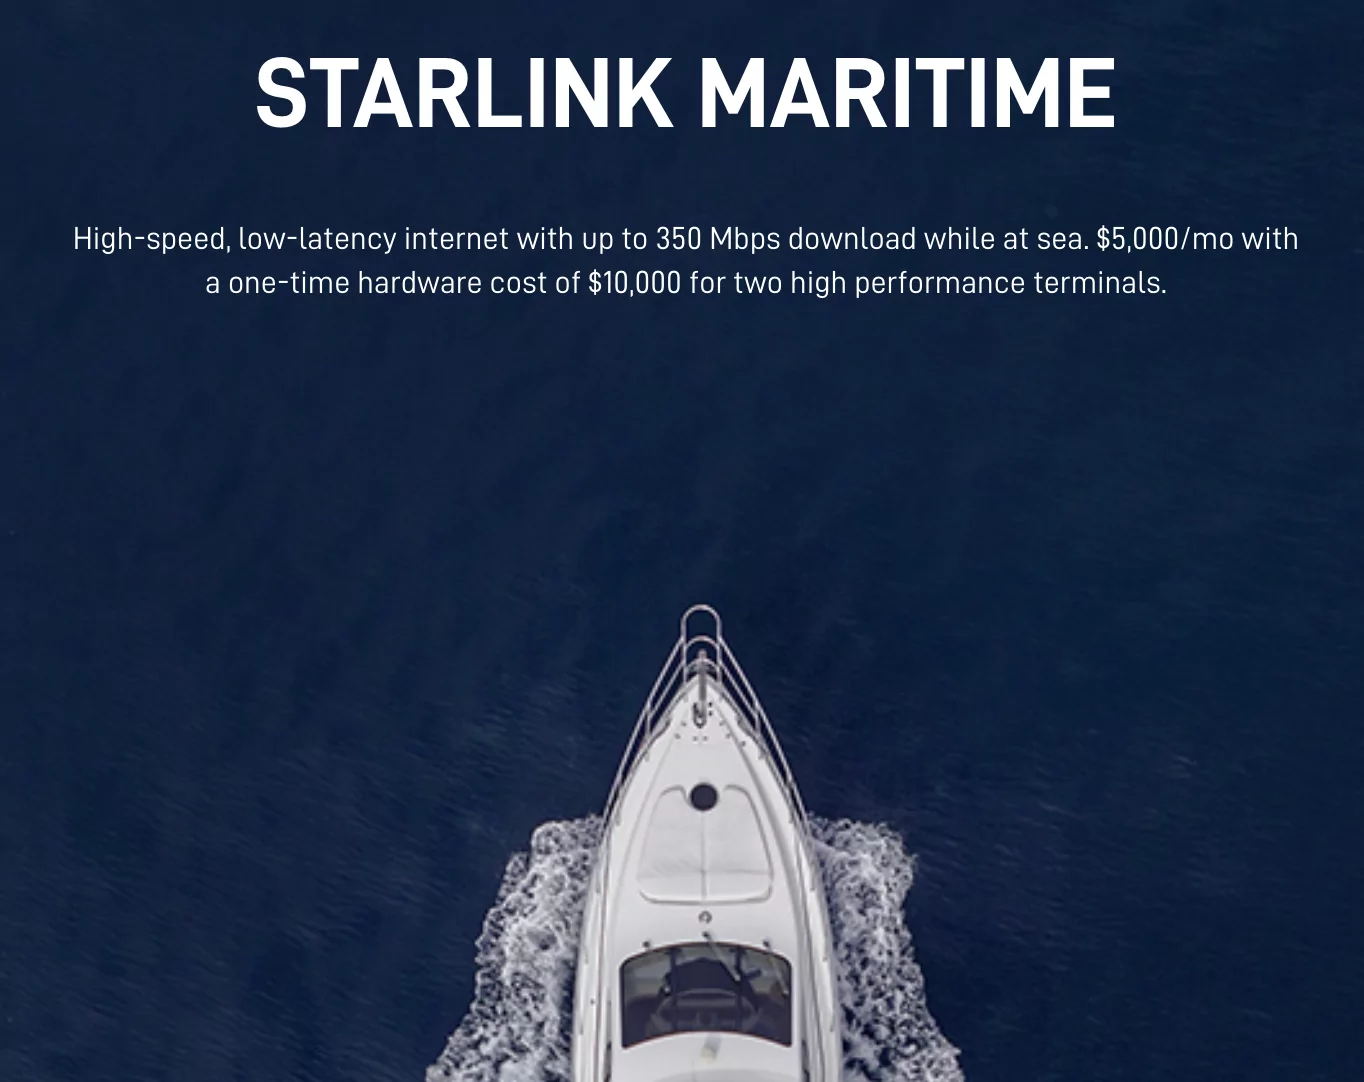 STARLINK MARITIME
High-speed, low-latency internet with up to 350 Mbps download while at sea. $5,000/mo with
a one-time hardware cost of $10,000 for two high performance terminals.